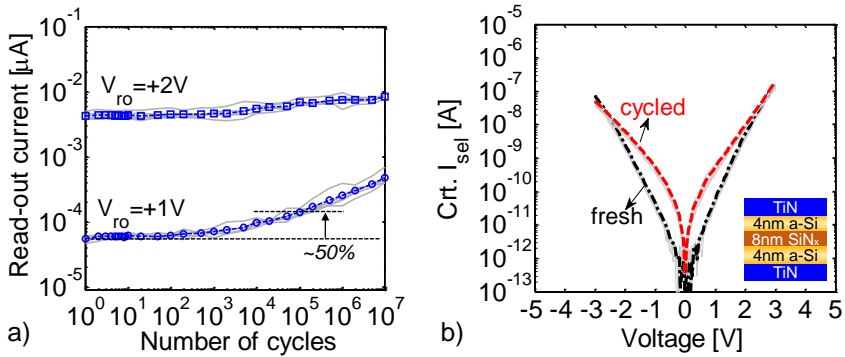 10⁻¹
10⁻²
10⁻³
10⁻⁴
10⁻⁵
Read-out current [µA]
V_ro=+2V
V_ro=+1V
~50%
10⁰ 10¹ 10² 10³ 10⁴ 10⁵ 10⁶ 10⁷
Number of cycles
a)
10⁻⁴
10⁻⁵
10⁻⁶
10⁻⁷
10⁻⁸
10⁻⁹
10⁻¹⁰
10⁻¹¹
10⁻¹²
10⁻¹³
Crt. I_sel [A]
cycled
fresh
TiN
4nm a-Si
8nm SiNₓ
4nm a-Si
TiN
-5 -4 -3 -2 -1 0 1 2 3 4 5
Voltage [V]
b)